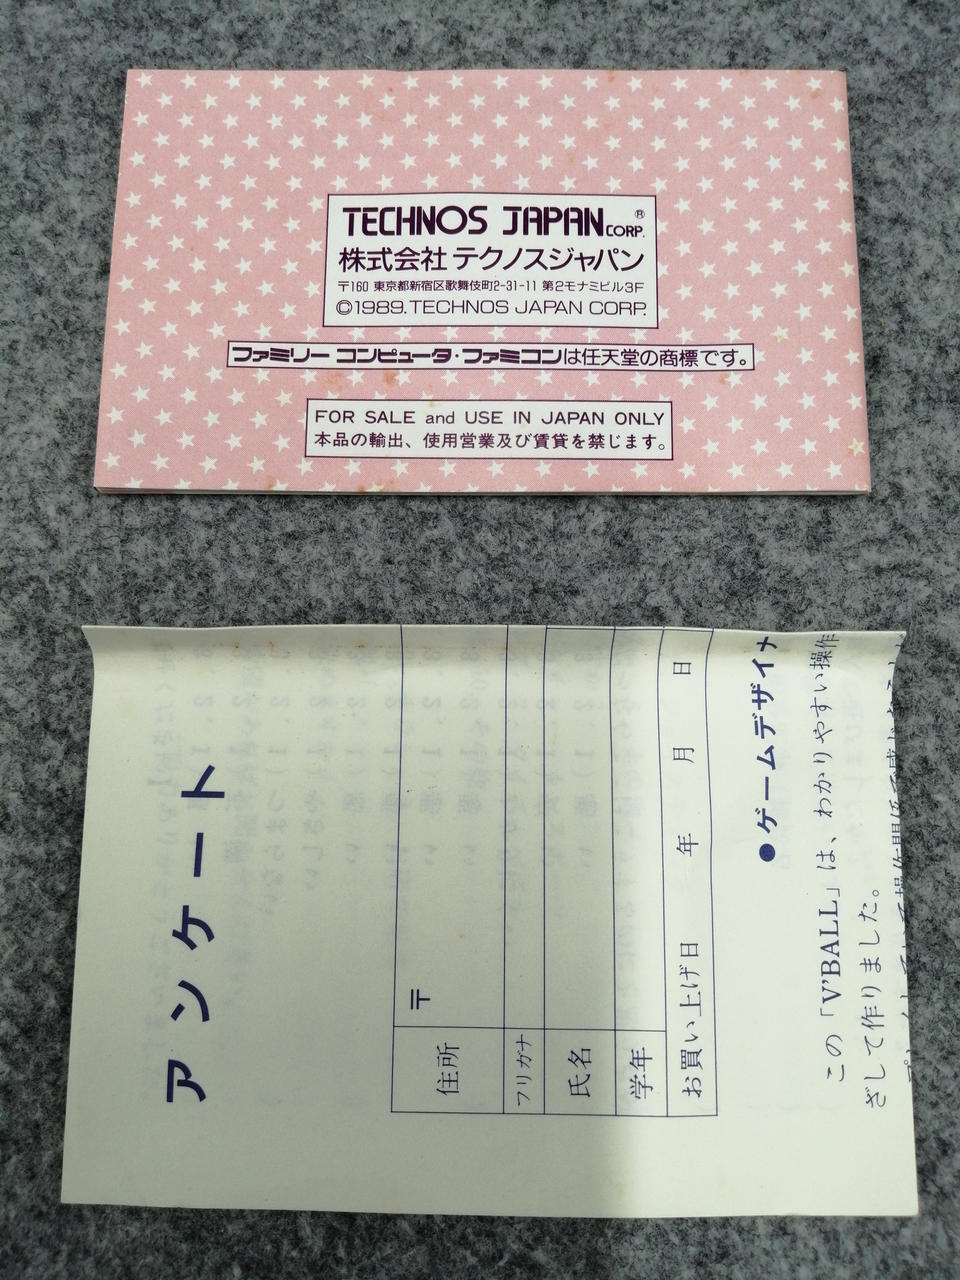 TECHNOS JAPAN CORP.®
株式会社 テクノスジャパン
〒160 東京都新宿区歌舞伎町2-31-11 第2モナミビル3F
©1989. TECHNOS JAPAN CORP.
ファミリー コンピュータ・ファミコンは任天堂の商標です。
FOR SALE and USE IN JAPAN ONLY
本品の輸出、使用営業及び賃貸を禁じます。
アンケート
住所 〒
フリガナ
氏名
学年
お買い上げ日 年 月 日
●ゲームデザイナ
この「V'BALL」は、わかりやすい操作
ざして作りました。